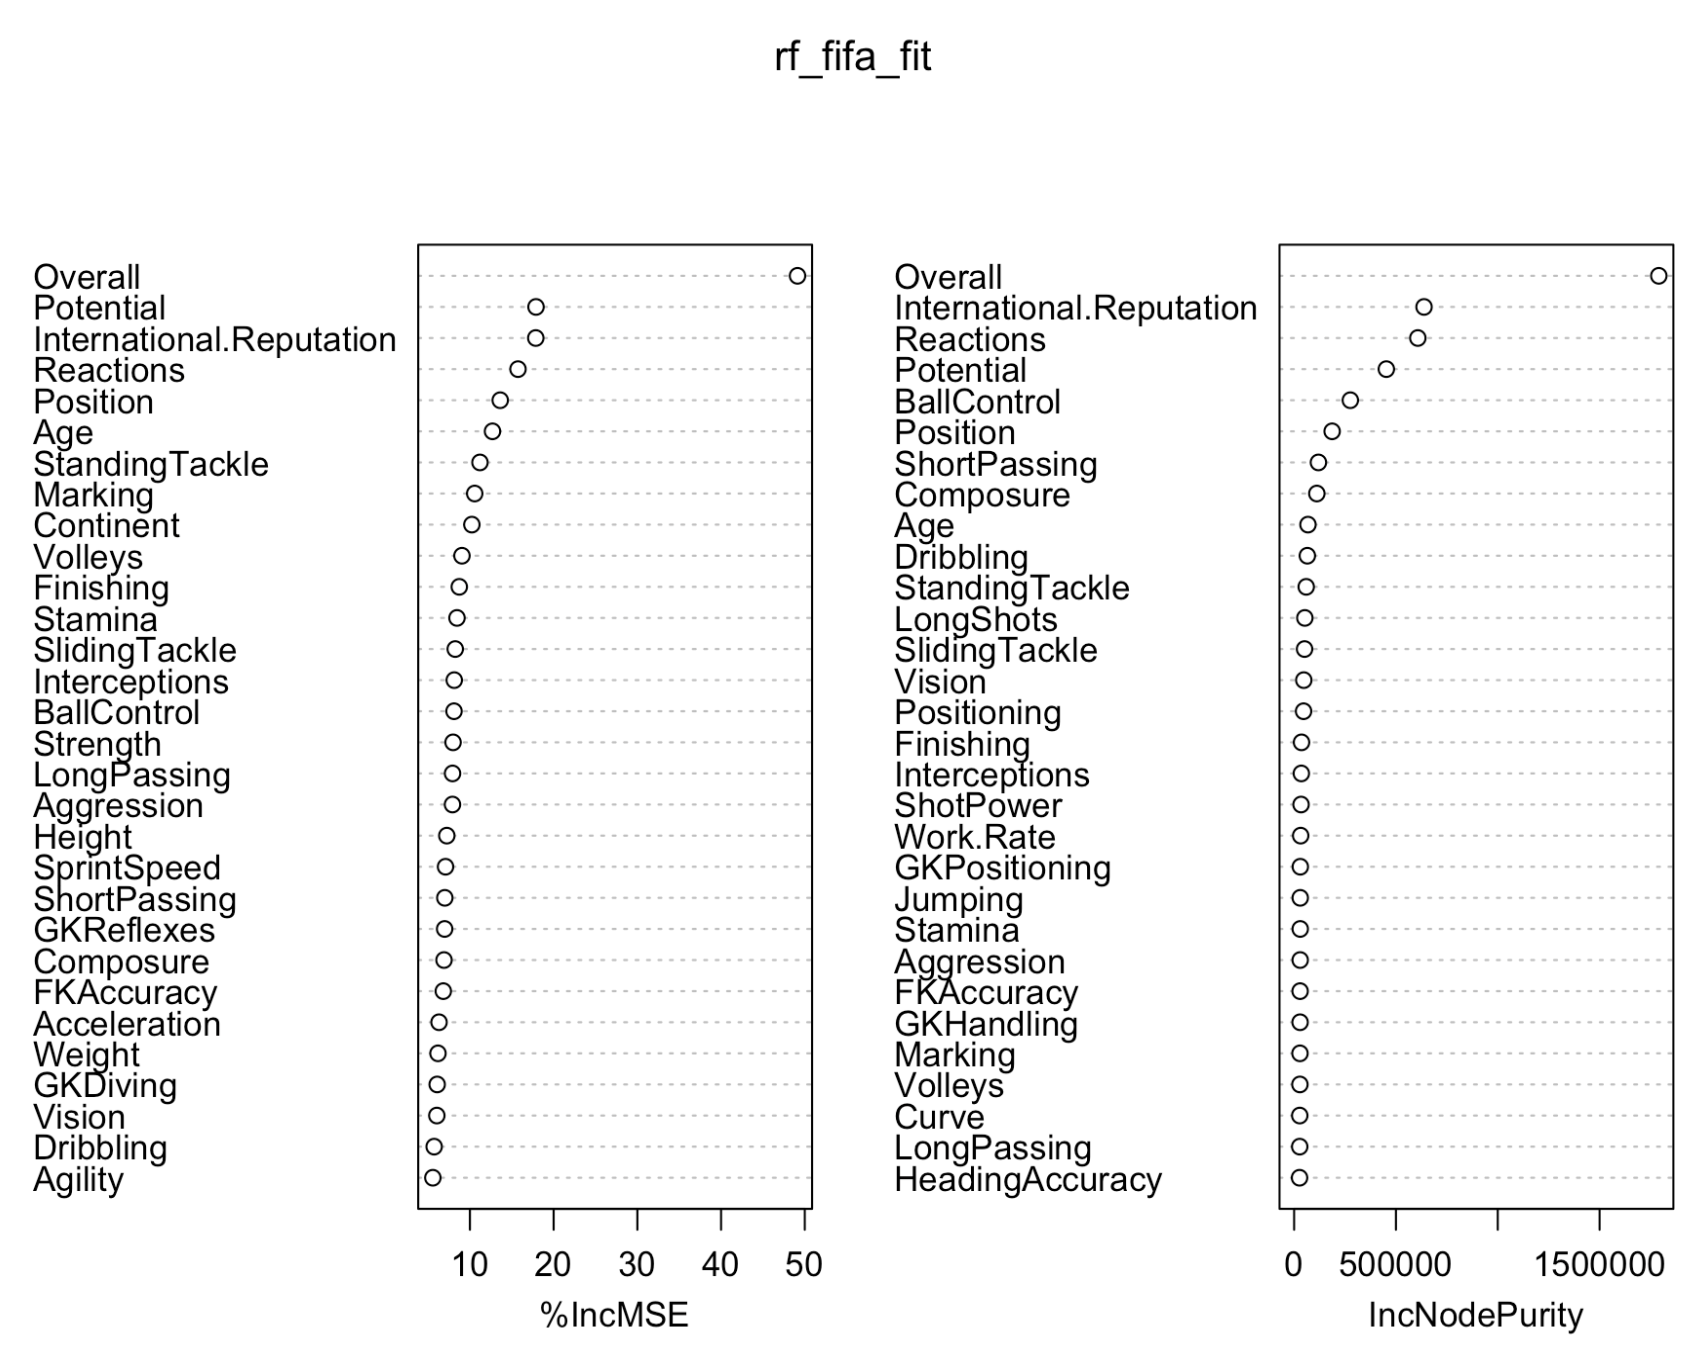 rf_fifa_fit
Overall
Potential
International.Reputation
Reactions
Position
Age
StandingTackle
Marking
Continent
Volleys
Finishing
Stamina
SlidingTackle
Interceptions
BallControl
Strength
LongPassing
Aggression
Height
SprintSpeed
ShortPassing
GKReflexes
Composure
FKAccuracy
Acceleration
Weight
GKDiving
Vision
Dribbling
Agility
10 20 30 40 50
%IncMSE
Overall
International.Reputation
Reactions
Potential
BallControl
Position
ShortPassing
Composure
Age
Dribbling
StandingTackle
LongShots
SlidingTackle
Vision
Positioning
Finishing
Interceptions
ShotPower
Work.Rate
GKPositioning
Jumping
Stamina
Aggression
FKAccuracy
GKHandling
Marking
Volleys
Curve
LongPassing
HeadingAccuracy
0 500000 1500000
IncNodePurity